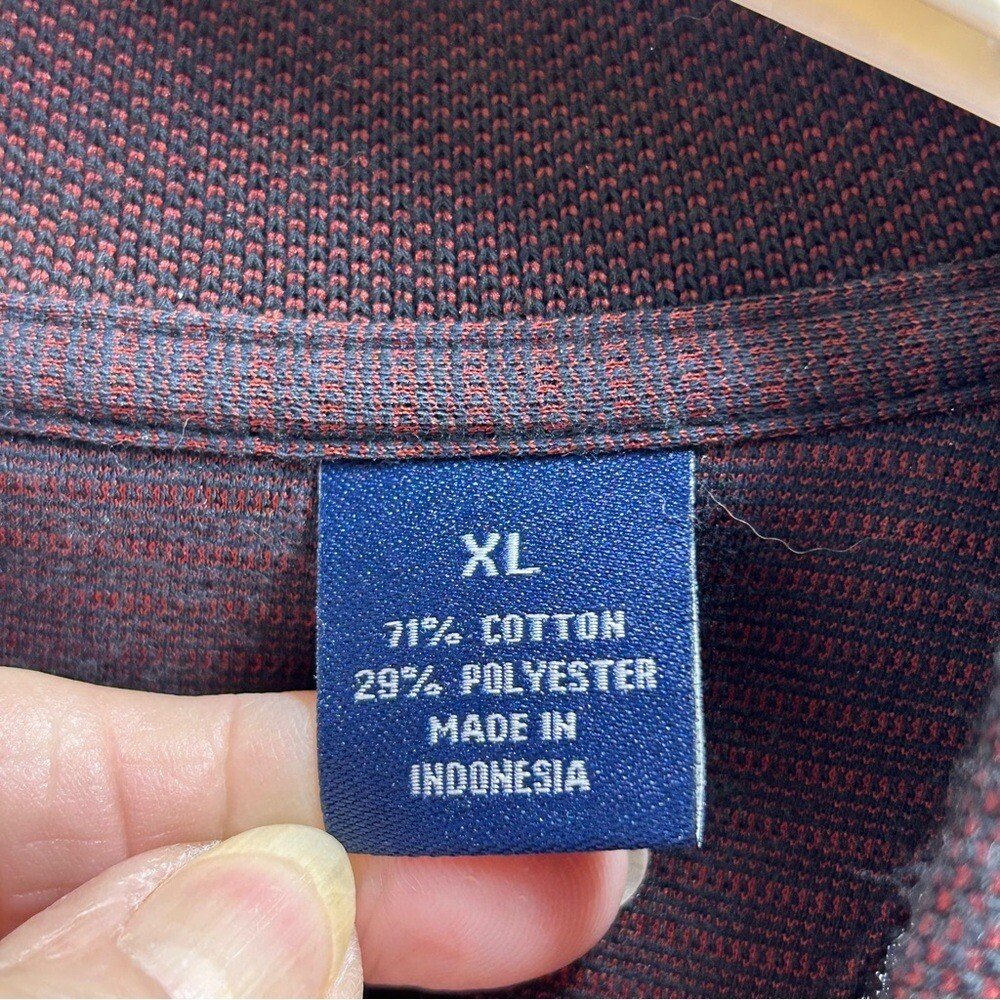 XL
71% COTTON
29% POLYESTER
MADE IN
INDONESIA